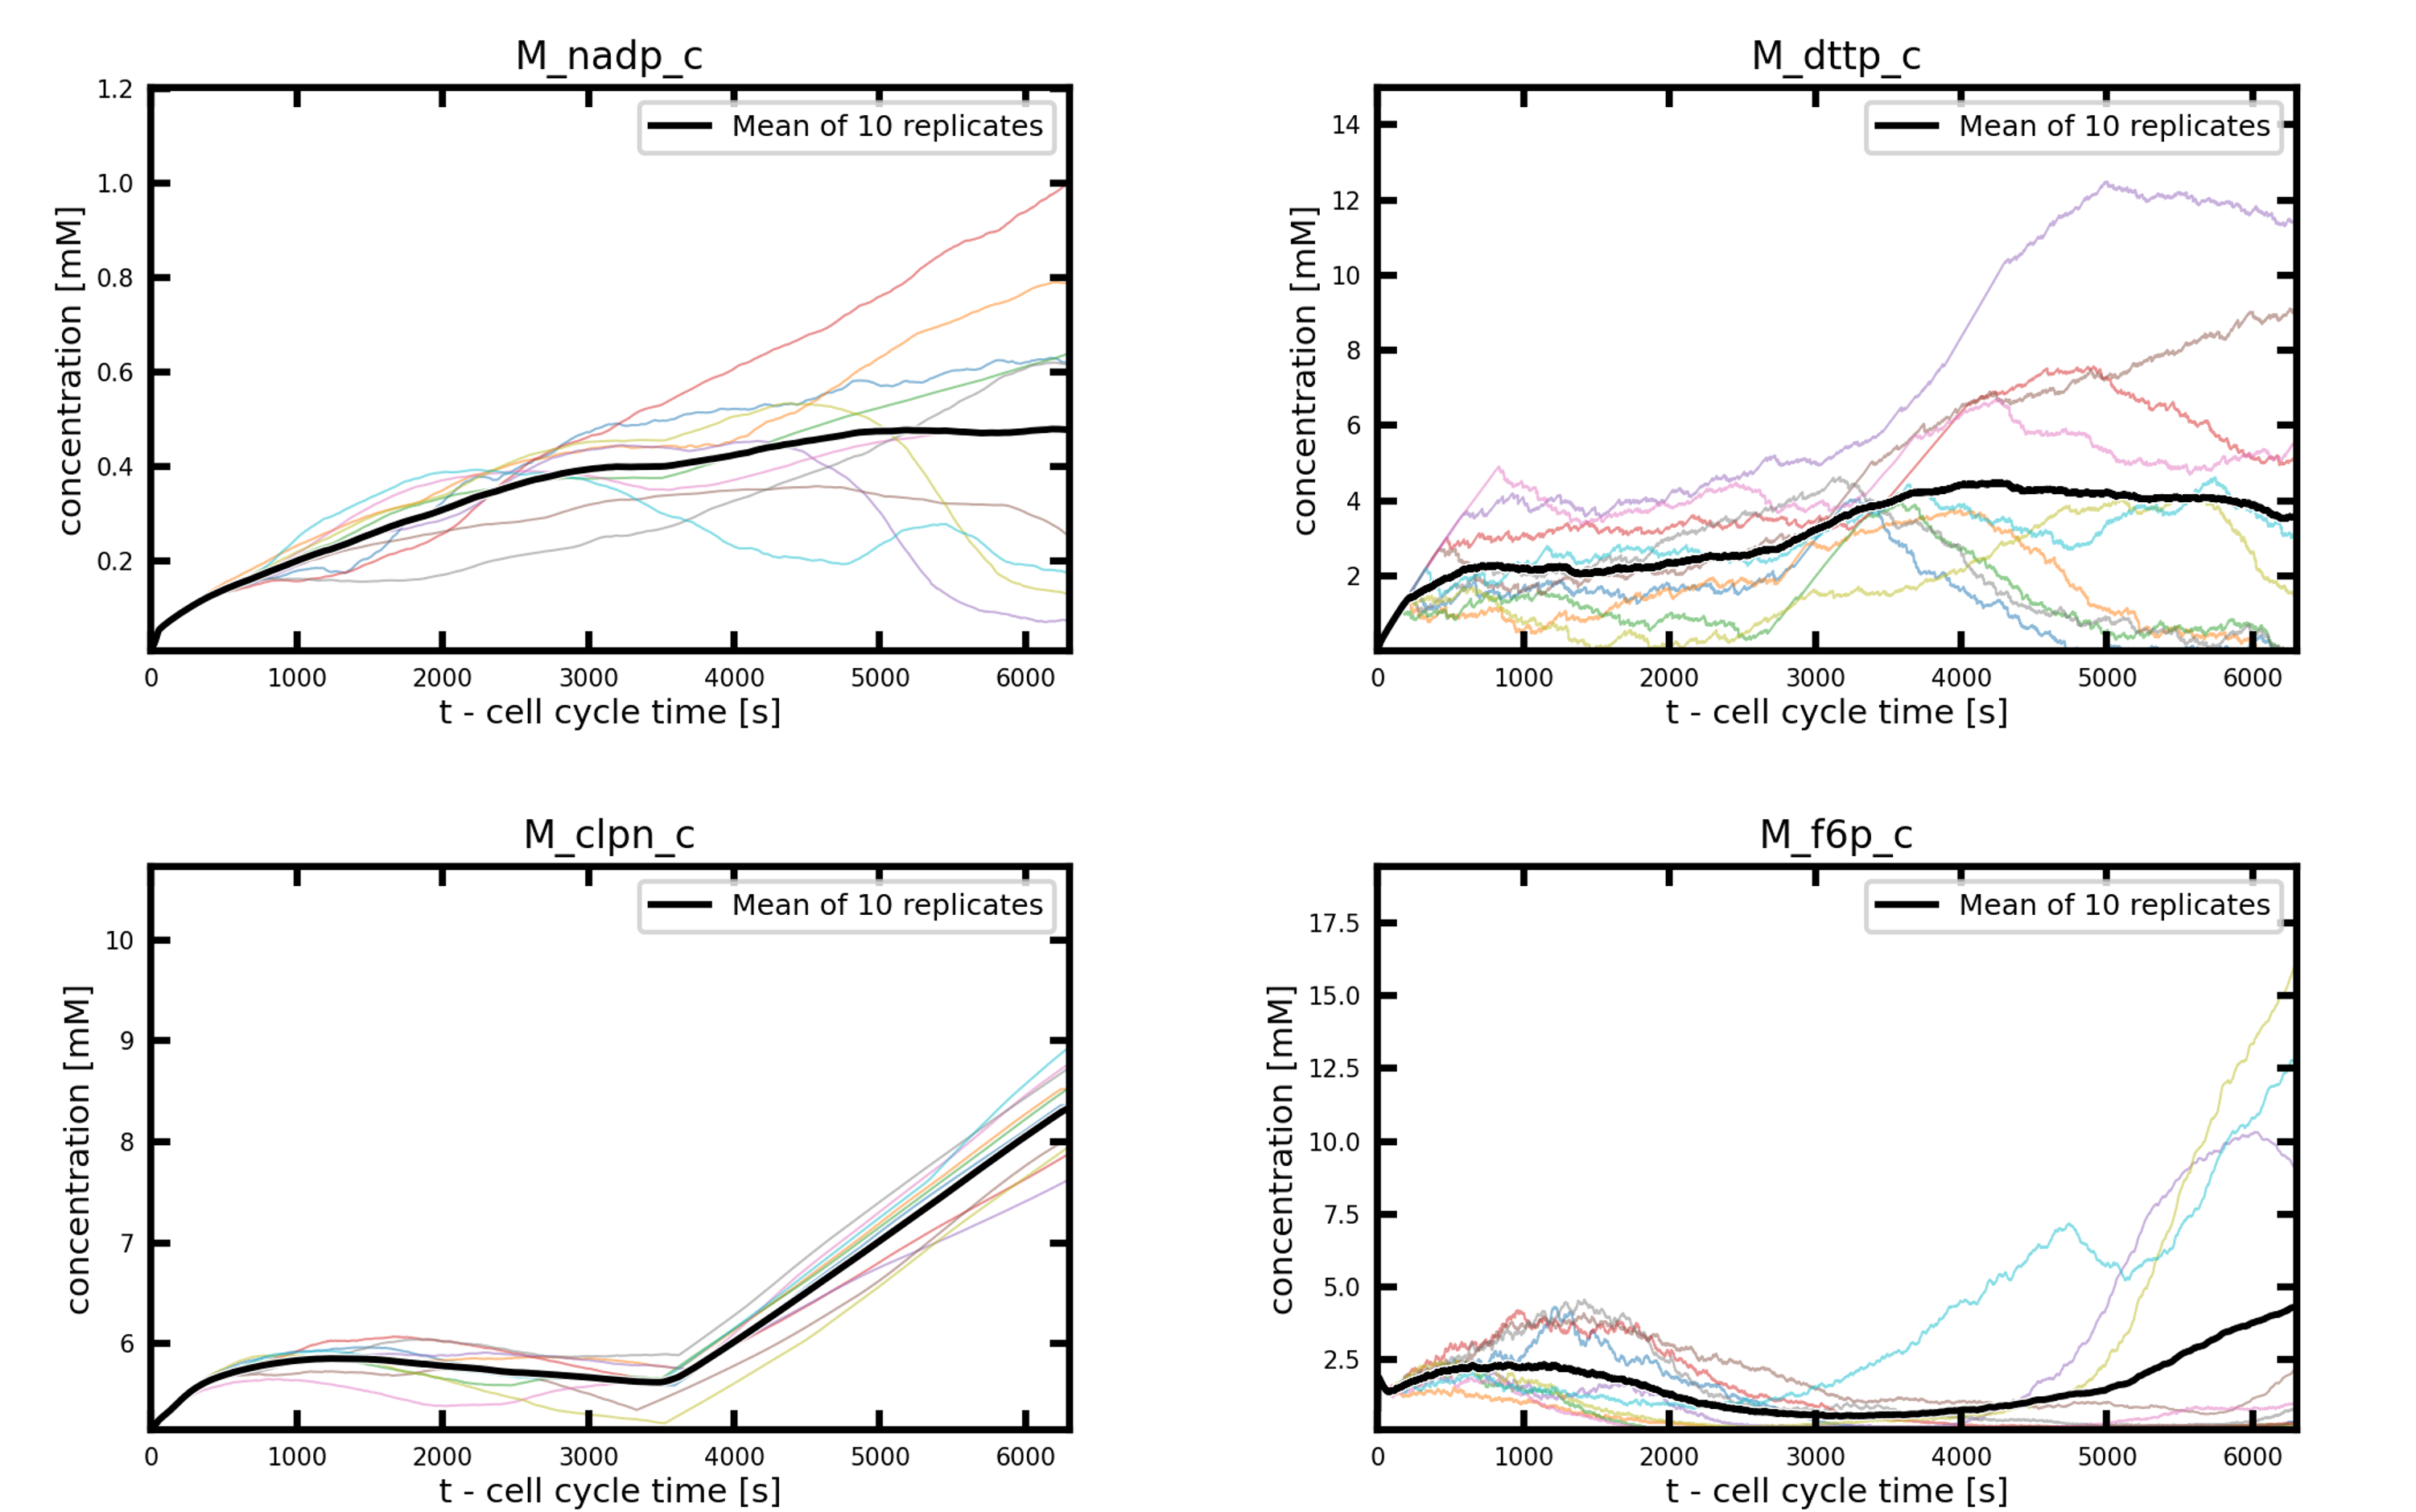 M_nadp_c
1.2
1.0
0.8
0.6
0.4
0.2
concentration [mM]
Mean of 10 replicates
0 1000 2000 3000 4000 5000 6000
t - cell cycle time [s]
M_dttp_c
14
12
10
8
6
4
2
concentration [mM]
Mean of 10 replicates
0 1000 2000 3000 4000 5000 6000
t - cell cycle time [s]
M_clpn_c
10
9
8
7
6
concentration [mM]
Mean of 10 replicates
0 1000 2000 3000 4000 5000 6000
t - cell cycle time [s]
M_f6p_c
17.5
15.0
12.5
10.0
7.5
5.0
2.5
concentration [mM]
Mean of 10 replicates
0 1000 2000 3000 4000 5000 6000
t - cell cycle time [s]